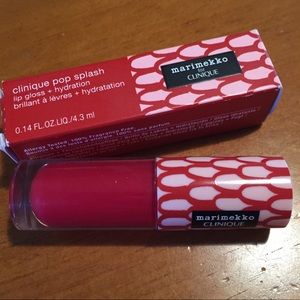 clinique pop splash
lip gloss + hydration
brillant à lèvres + hydratation
0.14 FL.OZ.LIQ./4.3 ml
marimekko
for
CLINIQUE
Allergy Tested. 100% Fragrance Free.
marimekko
CLINIQUE